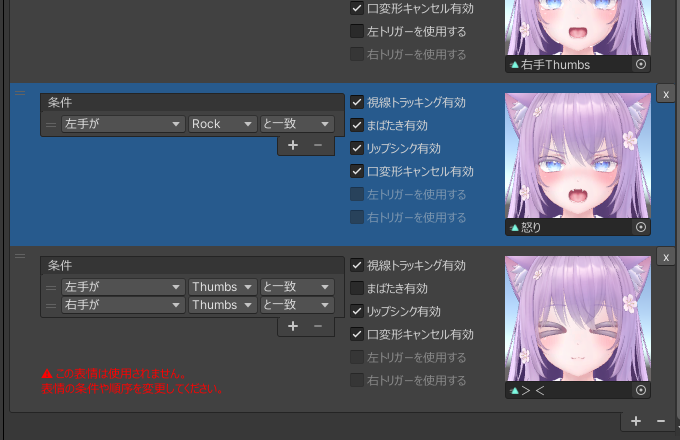 口変形キャンセル有効
左トリガーを使用する
右トリガーを使用する
右手Thumbs
x
条件
左手が Rock と一致
+ −
視線トラッキング有効
まばたき有効
リップシンク有効
口変形キャンセル有効
左トリガーを使用する
右トリガーを使用する
怒り
x
条件
左手が Thumbs と一致
右手が Thumbs と一致
+ −
視線トラッキング有効
まばたき有効
リップシンク有効
口変形キャンセル有効
左トリガーを使用する
右トリガーを使用する
この表情は使用されません。
表情の条件や順序を変更してください。
＞＜
+ −